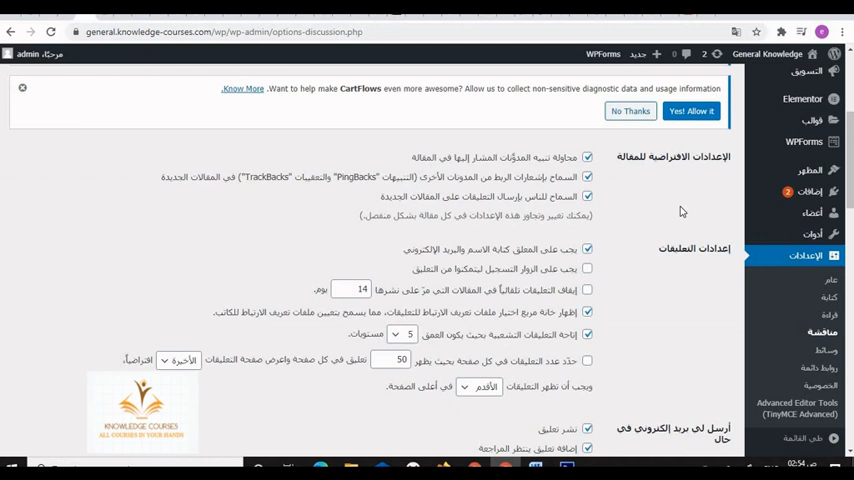 general.knowledge-courses.com/wp/wp-admin/options-discussion.php
General Knowledge
2
0
جديد
WPForms
مرحبًا، admin
Want to help make CartFlows even more awesome? Allow us to collect non-sensitive diagnostic data and usage information. Know More.
Yes! Allow it
No Thanks
الإعدادات الافتراضية للمقالة
محاولة تنبيه المدوّنات المشار إليها في المقالة
السماح بإشعارات الربط من المدونات الأخرى (التنبيهات "PingBacks" والتعقيبات "TrackBacks") في المقالات الجديدة
السماح للناس بإرسال التعليقات على المقالات الجديدة
(يمكنك تغيير وتجاوز هذه الإعدادات في كل مقالة بشكل منفصل.)
إعدادات التعليقات
يجب على المعلق كتابة الاسم والبريد الإلكتروني
يجب على الزوار التسجيل ليتمكنوا من التعليق
إيقاف التعليقات تلقائياً في المقالات التي مرّ على نشرها 14 يوم.
إظهار خانة مربع اختيار ملفات تعريف الارتباط للتعليقات، مما يسمح بتعيين ملفات تعريف الارتباط للكاتب.
إتاحة التعليقات التشعبية بحيث يكون العمق 5 مستويات.
حدّد عدد التعليقات في كل صفحة بحيث يظهر 50 تعليق في كل صفحة واعرض صفحة التعليقات الأخيرة افتراضياً،
ويجب أن تظهر التعليقات الأقدم في أعلى الصفحة.
أرسل لي بريد إلكتروني في حال
نشر تعليق
إضافة تعليق ينتظر المراجعة
التسويق
Elementor
قوالب
WPForms
المظهر
إضافات 2
أعضاء
أدوات
الإعدادات
عام
كتابة
قراءة
مناقشة
وسائط
روابط دائمة
الخصوصية
Advanced Editor Tools
(TinyMCE Advanced)
طي القائمة
KNOWLEDGE COURSES
ALL COURSES IN YOUR HANDS
02:54 ص